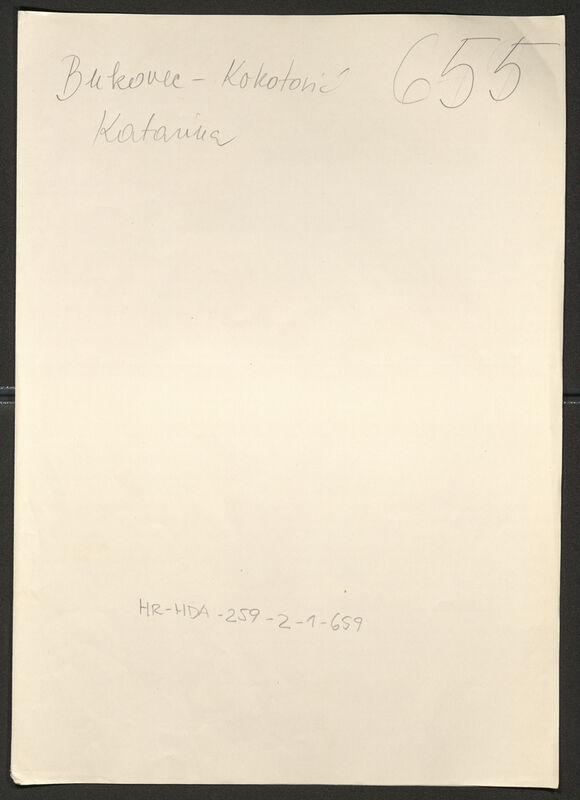 Bukovec - Kokotović 655
Katarina
HR-HDA-259-2-1-659